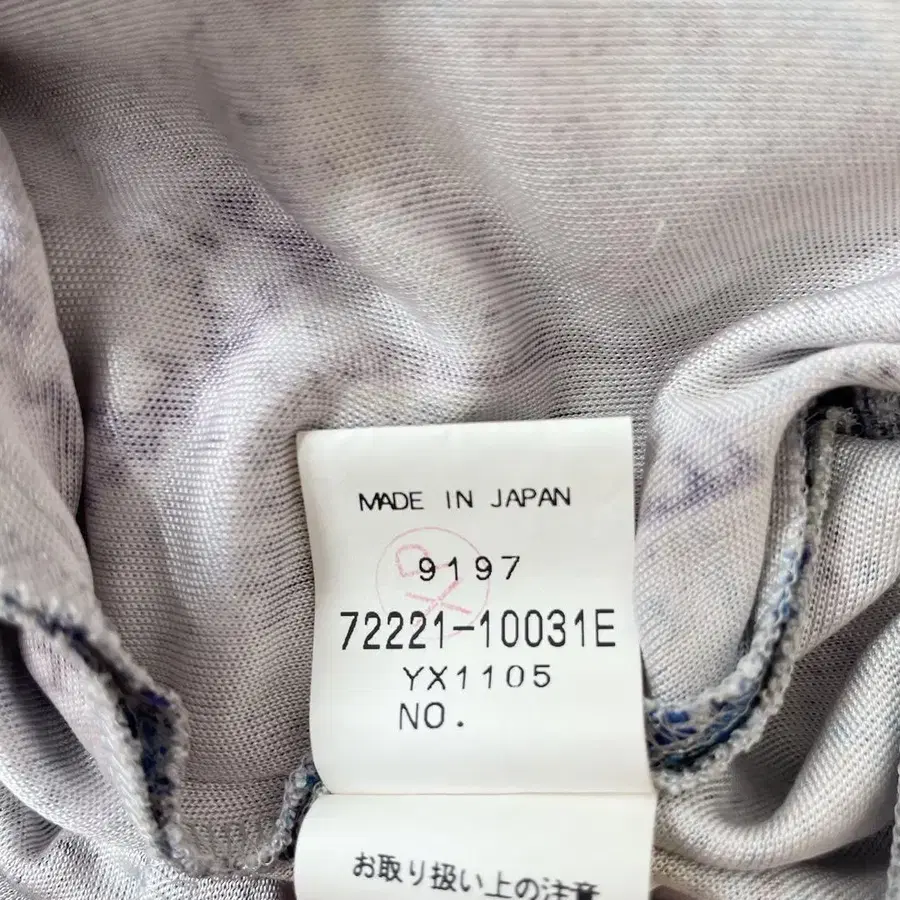 MADE IN JAPAN
9197
72221-10031E
YX1105
NO.
お取り扱い上の注意